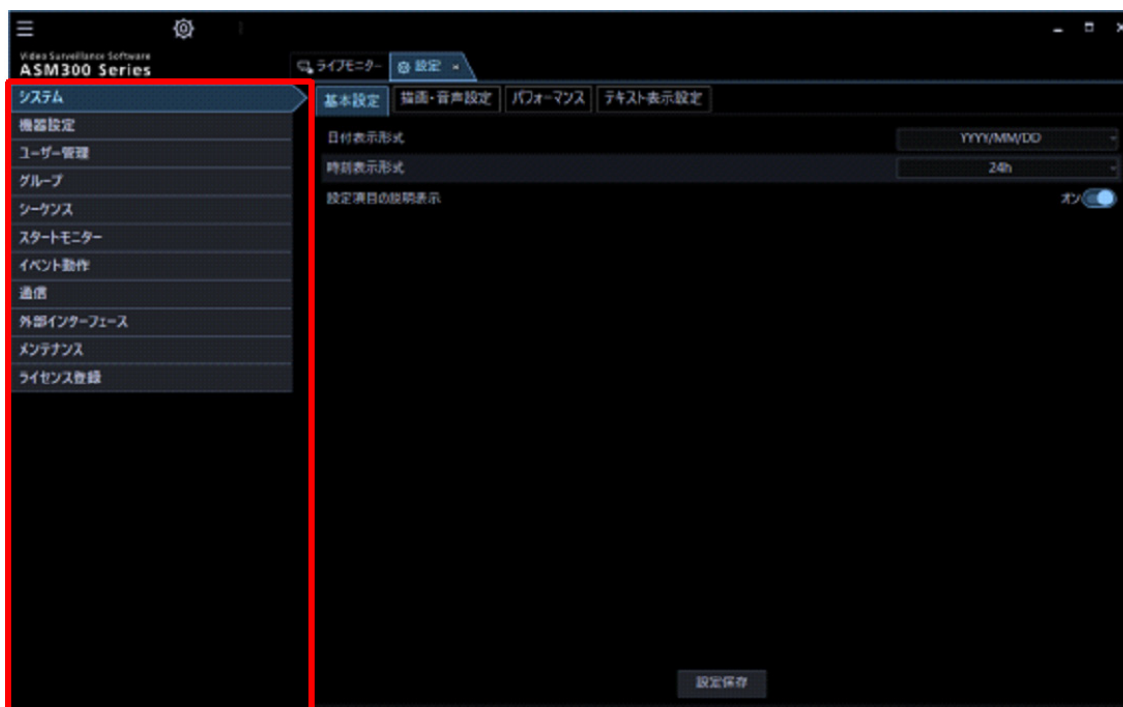 Video Surveillance Software
ASM300 Series
ライブモニター
設定
システム
機器設定
ユーザー管理
グループ
シーケンス
スタートモニター
イベント動作
通信
外部インターフェース
メンテナンス
ライセンス登録
基本設定 描画・音声設定 パフォーマンス テキスト表示設定
日付表示形式 YYYY/MM/DD
時刻表示形式 24h
設定項目の説明表示 オン
設定保存